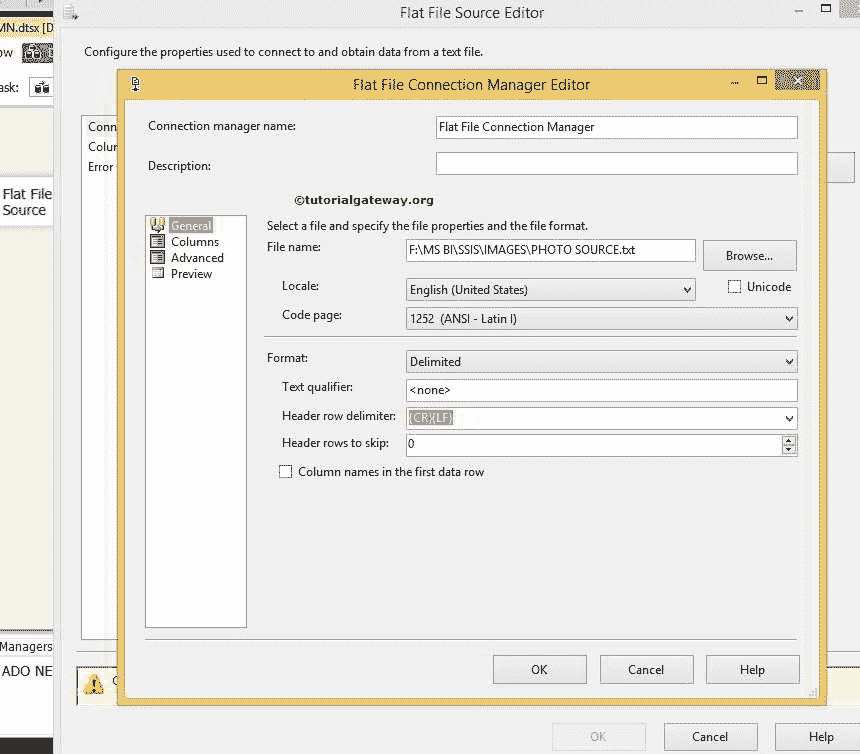 Flat File Source Editor
MN.dtsx [D
Configure the properties used to connect to and obtain data from a text file.
ow
ask:
Flat File Connection Manager Editor
Conn
Colur
Error
Connection manager name:
Flat File Connection Manager
Description:
©tutorialgateway.org
Flat File
Source
General
Columns
Advanced
Preview
Select a file and specify the file properties and the file format.
File name:
F:\MS BI\SSIS\IMAGES\PHOTO SOURCE.txt
Browse...
Locale:
English (United States)
Unicode
Code page:
1252 (ANSI - Latin I)
Format:
Delimited
Text qualifier:
<none>
Header row delimiter:
{CR}{LF}
Header rows to skip:
0
Column names in the first data row
Managers
ADO NE
C
OK
Cancel
Help
OK
Cancel
Help